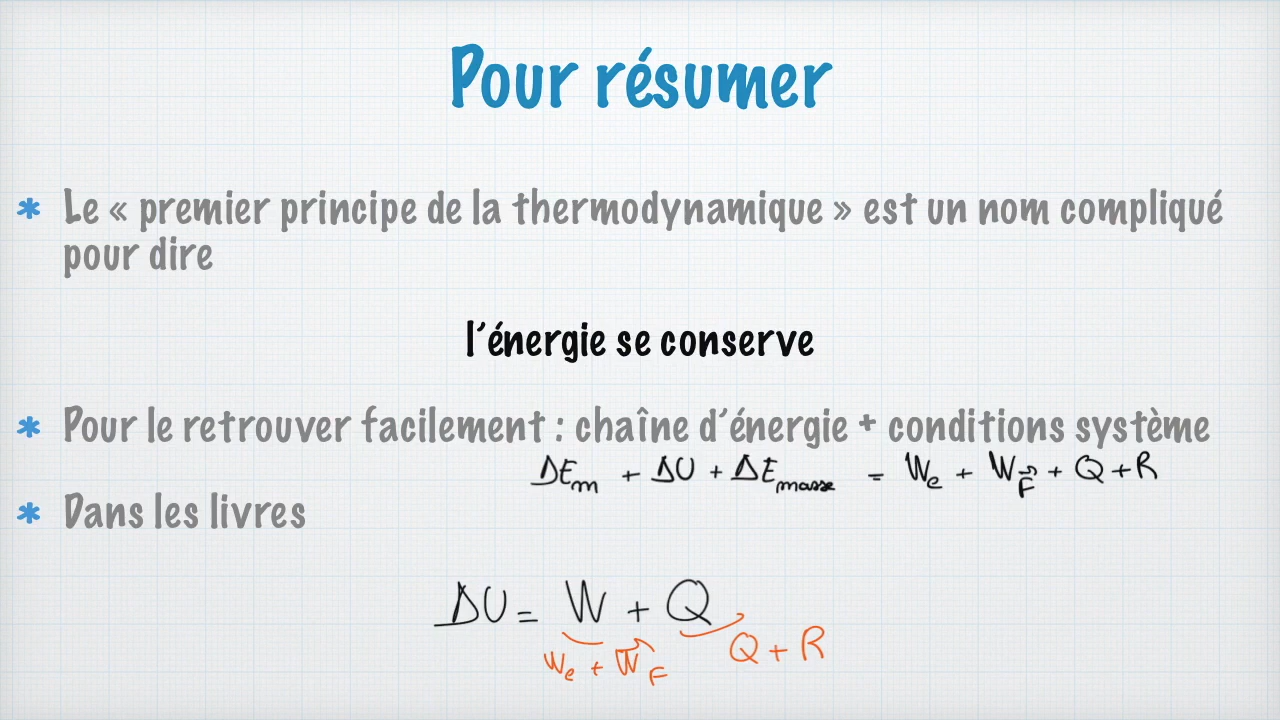 Pour résumer
* Le « premier principe de la thermodynamique » est un nom compliqué
pour dire
l'énergie se conserve
* Pour le retrouver facilement : chaîne d'énergie + conditions système
ΔEm + ΔU + ΔEmasse = We + WF⃗ + Q + R
* Dans les livres
ΔU = W + Q
We + WF Q + R